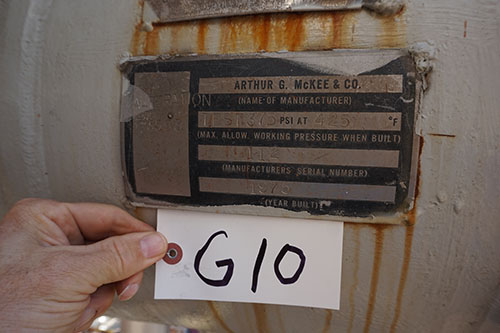 ARTHUR G. McKEE & CO.
(NAME OF MANUFACTURER)
PSI AT °F
(MAX. ALLOW. WORKING PRESSURE WHEN BUILT)
(MANUFACTURERS SERIAL NUMBER)
(YEAR BUILT)
G10